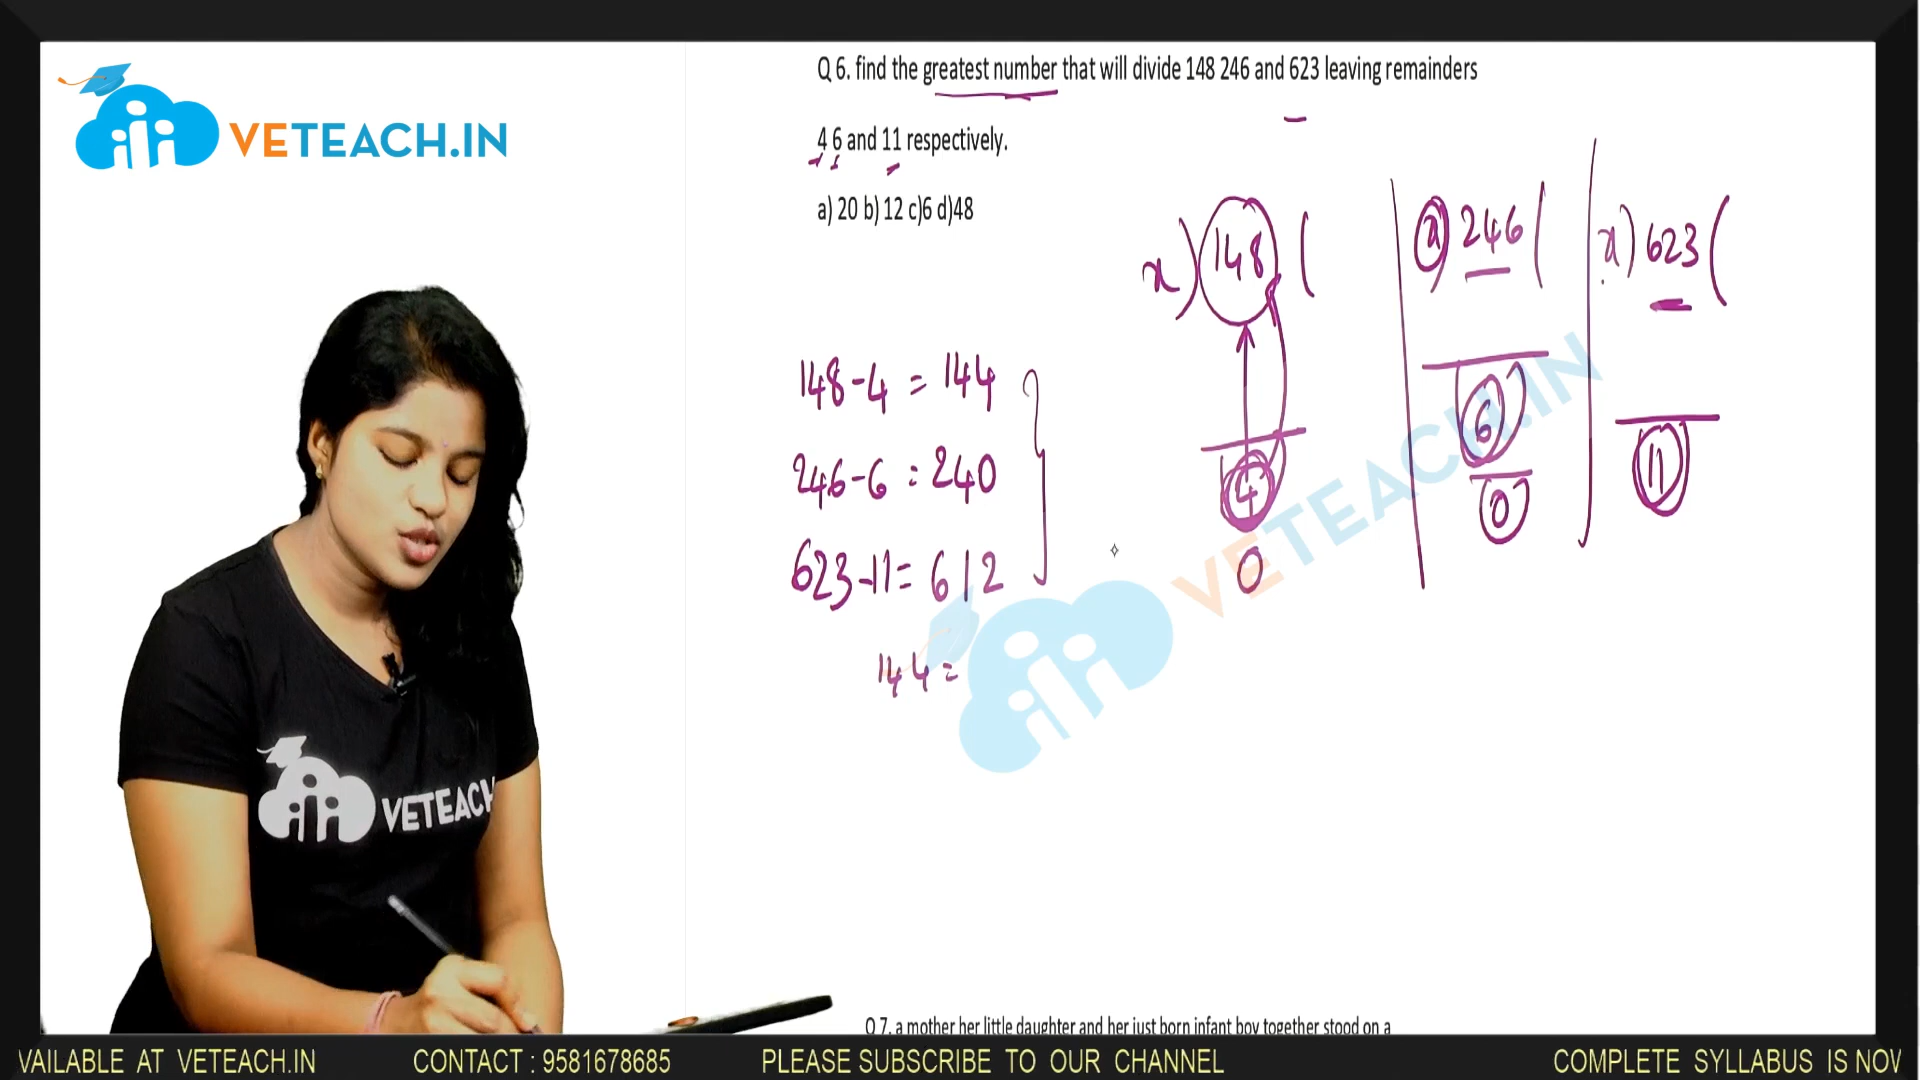 VETEACH.IN
Q 6. find the greatest number that will divide 148 246 and 623 leaving remainders
4 6 and 11 respectively.
a) 20 b) 12 c)6 d)48
x) 148 (
x) 246 (
x) 623 (
4
0
6
0
11
148-4 = 144
246-6 = 240
623-11 = 612
144 =
VETEACH.IN
VETEACH
Q 7. a mother her little daughter and her just born infant boy together stood on a
VAILABLE AT VETEACH.IN CONTACT : 9581678685 PLEASE SUBSCRIBE TO OUR CHANNEL COMPLETE SYLLABUS IS NOV